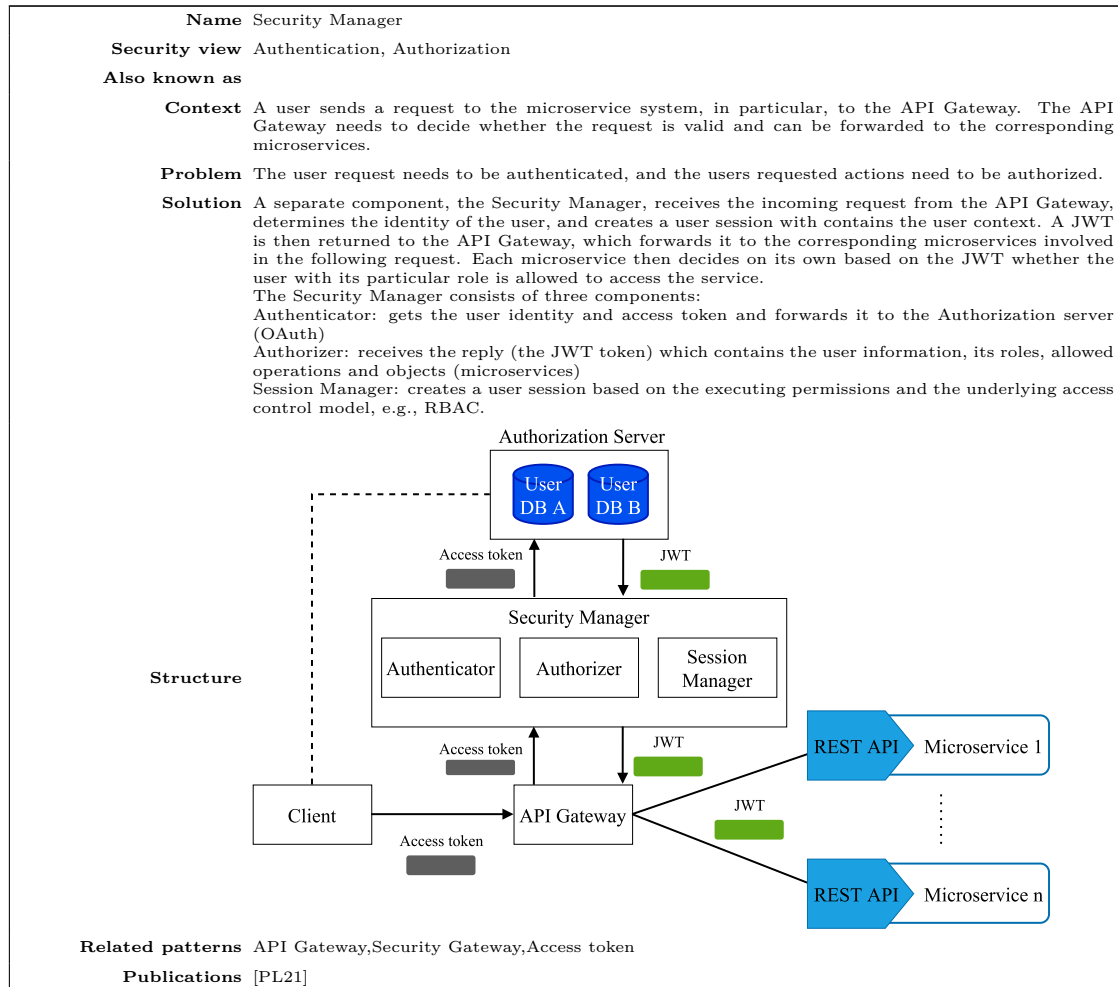 Name Security Manager
Security view Authentication, Authorization
Also known as
Context A user sends a request to the microservice system, in particular, to the API Gateway. The API
Gateway needs to decide whether the request is valid and can be forwarded to the corresponding
microservices.
Problem The user request needs to be authenticated, and the users requested actions need to be authorized.
Solution A separate component, the Security Manager, receives the incoming request from the API Gateway,
determines the identity of the user, and creates a user session with contains the user context. A JWT
is then returned to the API Gateway, which forwards it to the corresponding microservices involved
in the following request. Each microservice then decides on its own based on the JWT whether the
user with its particular role is allowed to access the service.
The Security Manager consists of three components:
Authenticator: gets the user identity and access token and forwards it to the Authorization server
(OAuth)
Authorizer: receives the reply (the JWT token) which contains the user information, its roles, allowed
operations and objects (microservices)
Session Manager: creates a user session based on the executing permissions and the underlying access
control model, e.g., RBAC.
Structure
Authorization Server
User
DB A
User
DB B
Access token
JWT
Security Manager
Authenticator
Authorizer
Session
Manager
Access token
JWT
REST API
Microservice 1
Client
API Gateway
JWT
Access token
REST API
Microservice n
Related patterns API Gateway,Security Gateway,Access token
Publications [PL21]